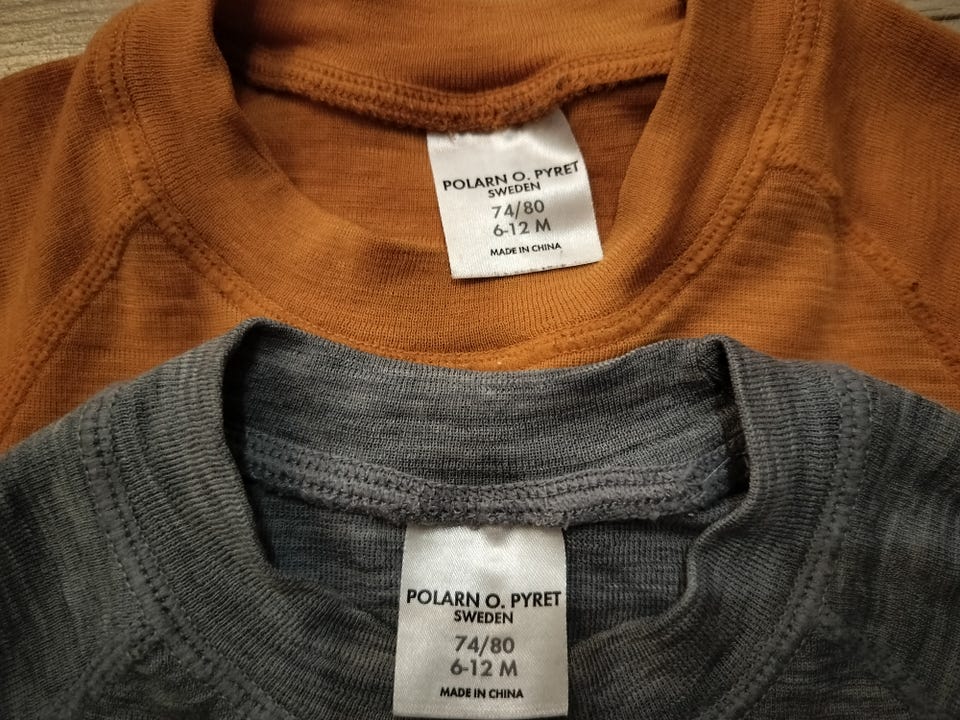 POLARN O. PYRET
SWEDEN
74/80
6-12 M
MADE IN CHINA
POLARN O. PYRET
SWEDEN
74/80
6-12 M
MADE IN CHINA